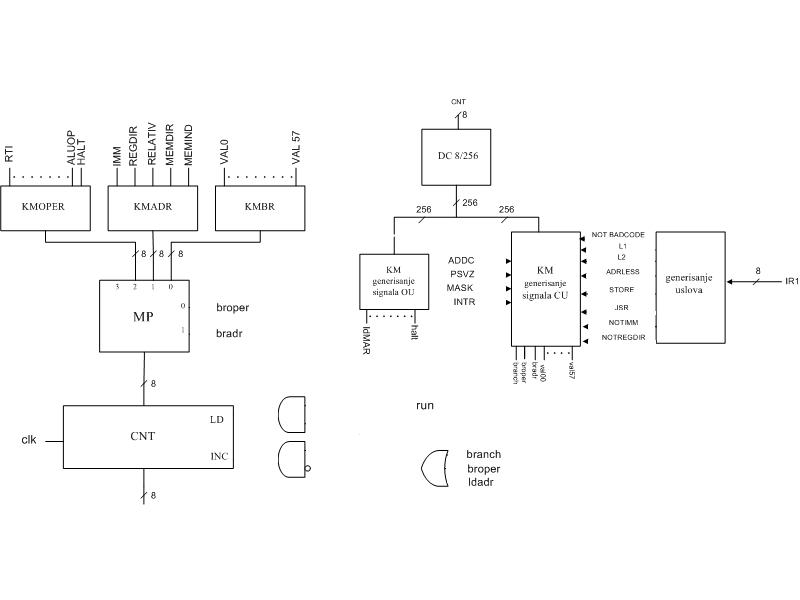 CNT
8
DC 8/256
256
256
256
RTI
ALUOP
HALT
IMM
REGDIR
RELATIV
MEMDIR
MEMIND
VAL0
VAL 57
KMOPER
KMADR
KMBR
8
8
8
3 2 1 0
MP
0
1
broper
bradr
8
clk
CNT
LD
INC
8
KM
generisanje
signala OU
ldMAR
halt
ADDC
PSVZ
MASK
INTR
KM
generisanje
signala CU
branch
broper
bradr
val00
val57
NOT BADCODE
L1
L2
ADRLESS
STORE
JSR
NOTIMM
NOTREGDIR
generisanje
uslova
8
IR1
run
branch
broper
ldadr